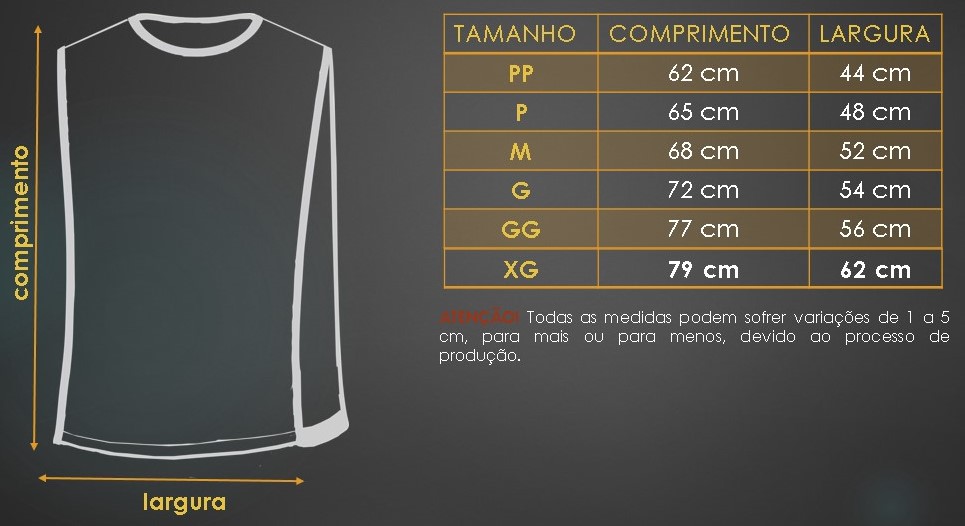 comprimento
largura
TAMANHO COMPRIMENTO LARGURA
PP 62 cm 44 cm
P 65 cm 48 cm
M 68 cm 52 cm
G 72 cm 54 cm
GG 77 cm 56 cm
XG 79 cm 62 cm
ATENÇÃO! Todas as medidas podem sofrer variações de 1 a 5
cm, para mais ou para menos, devido ao processo de
produção.